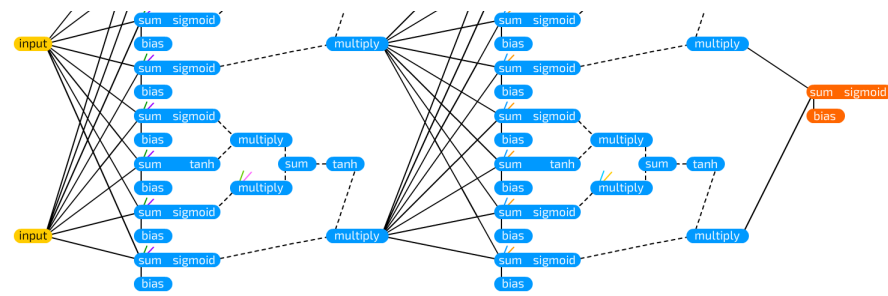 sum sigmoid sum sigmoid
input bias multiply bias multiply
sum sigmoid sum sigmoid
bias bias sum sigmoid
sum sigmoid sum sigmoid bias
bias multiply bias multiply
sum tanh sum tanh sum tanh sum tanh
bias multiply bias multiply
sum sigmoid sum sigmoid
input bias multiply bias multiply
sum sigmoid sum sigmoid
bias bias